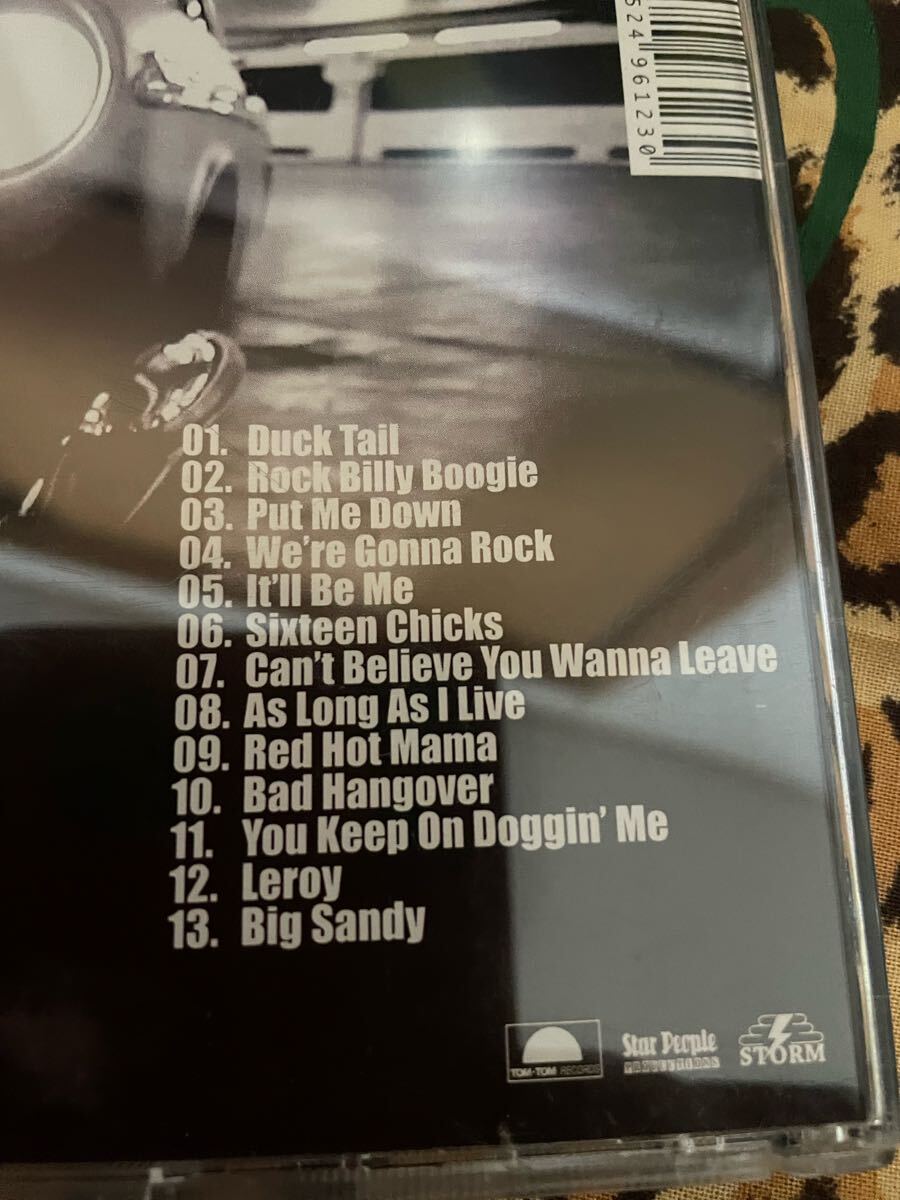 524 961230
01. Duck Tail
02. Rock Billy Boogie
03. Put Me Down
04. We're Gonna Rock
05. It'll Be Me
06. Sixteen Chicks
07. Can't Believe You Wanna Leave
08. As Long As I Live
09. Red Hot Mama
10. Bad Hangover
11. You Keep On Doggin' Me
12. Leroy
13. Big Sandy
TOM-TOM RECORDS
Star People
PRODUCTIONS
STORM